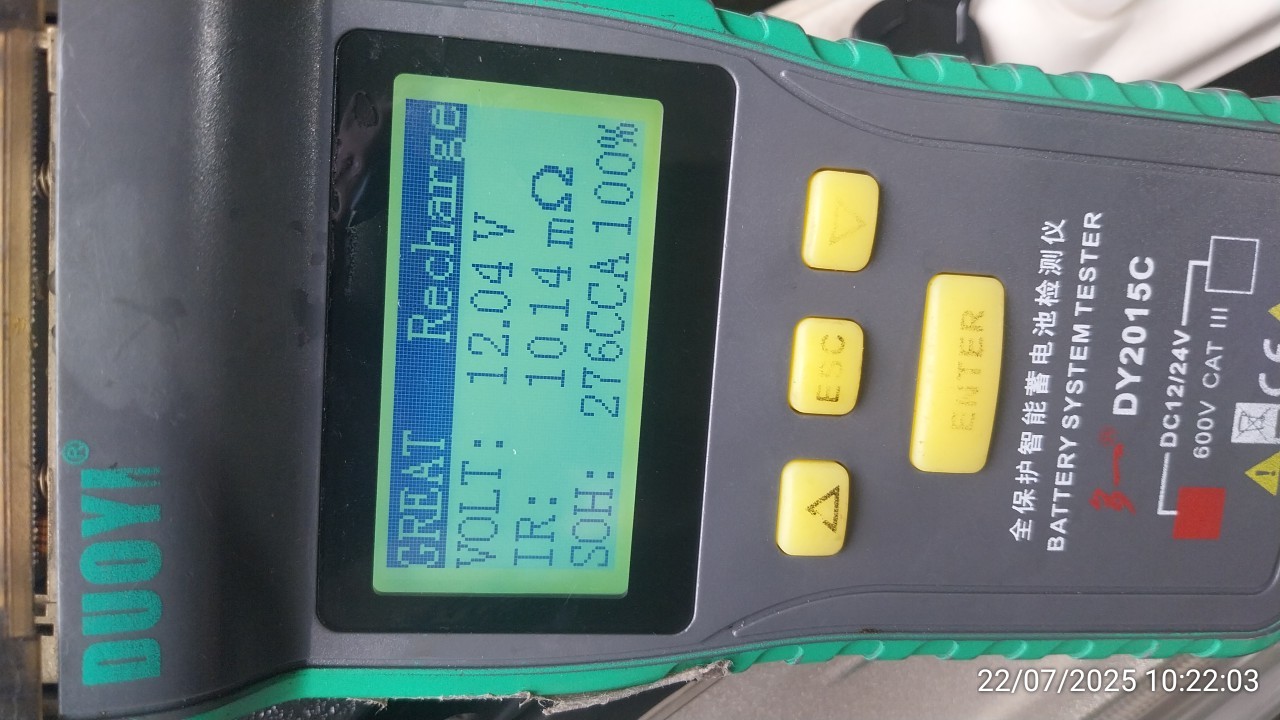 DUOYI®
GREAT Recharge
VOLT: 12.04 V
IR: 10.14 mΩ
SOH: 276CCA100%
ESC
ENTER
全保护智能蓄电池检测仪
BATTERY SYSTEM TESTER
DY2015C
DC12/24V
600V CAT III
CE
22/07/2025 10:22:03